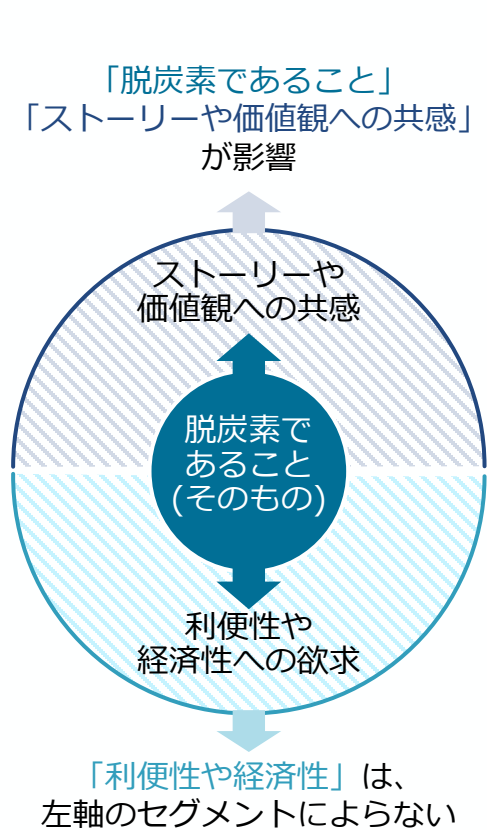 「脱炭素であること」
「ストーリーや価値観への共感」
が影響
ストーリーや
価値観への共感
脱炭素で
あること
(そのもの)
利便性や
経済性への欲求
「利便性や経済性」は、
左軸のセグメントによらない